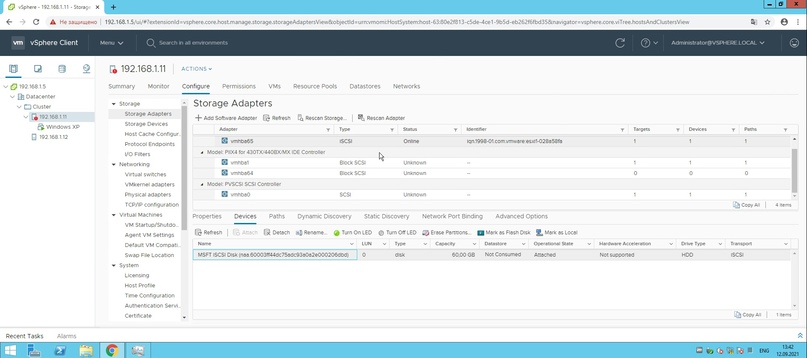 vSphere - 192.168.1.11 - Storag
Не защищено
192.168.1.5/ui/#?extensionId=vsphere.core.host.manage.storage.storageAdaptersView&objectId=urn:vmomi:HostSystem:host-63:80e2f813-c5de-4ce1-9b5d-eb262f6fbd35&navigator=vsphere.core.viTree.hostsAndClustersView
vm vSphere Client Menu Search in all environments Administrator@VSPHERE.LOCAL
192.168.1.5
Datacenter
Cluster
192.168.1.11
Windows XP
192.168.1.12
192.168.1.11 ACTIONS
Summary Monitor Configure Permissions VMs Resource Pools Datastores Networks
Storage
Storage Adapters
Storage Devices
Host Cache Configur...
Protocol Endpoints
I/O Filters
Networking
Virtual switches
VMkernel adapters
Physical adapters
TCP/IP configuration
Virtual Machines
VM Startup/Shutdo...
Agent VM Settings
Default VM Compati...
Swap File Location
System
Licensing
Host Profile
Time Configuration
Authentication Servi...
Certificate
Storage Adapters
Add Software Adapter Refresh Rescan Storage... Rescan Adapter
Adapter Type Status Identifier Targets Devices Paths
vmhba65 iSCSI Online iqn.1998-01.com.vmware:esxi1-028a58fe 1 1 1
Model: PIIX4 for 430TX/440BX/MX IDE Controller
vmhba1 Block SCSI Unknown -- 1 1 1
vmhba64 Block SCSI Unknown -- 0 0 0
Model: PVSCSI SCSI Controller
vmhba0 SCSI Unknown -- 1 1 1
Copy All 4 items
Properties Devices Paths Dynamic Discovery Static Discovery Network Port Binding Advanced Options
Refresh Attach Detach Rename... Turn On LED Turn Off LED Erase Partitions... Mark as Flash Disk Mark as Local
Name LUN Type Capacity Datastore Operational State Hardware Acceleration Drive Type Transport
MSFT iSCSI Disk 0 disk 60,00 GB Not Consumed Attached Not supported HDD iSCSI
Copy All 1 items
Recent Tasks Alarms
13:42
12.09.2021